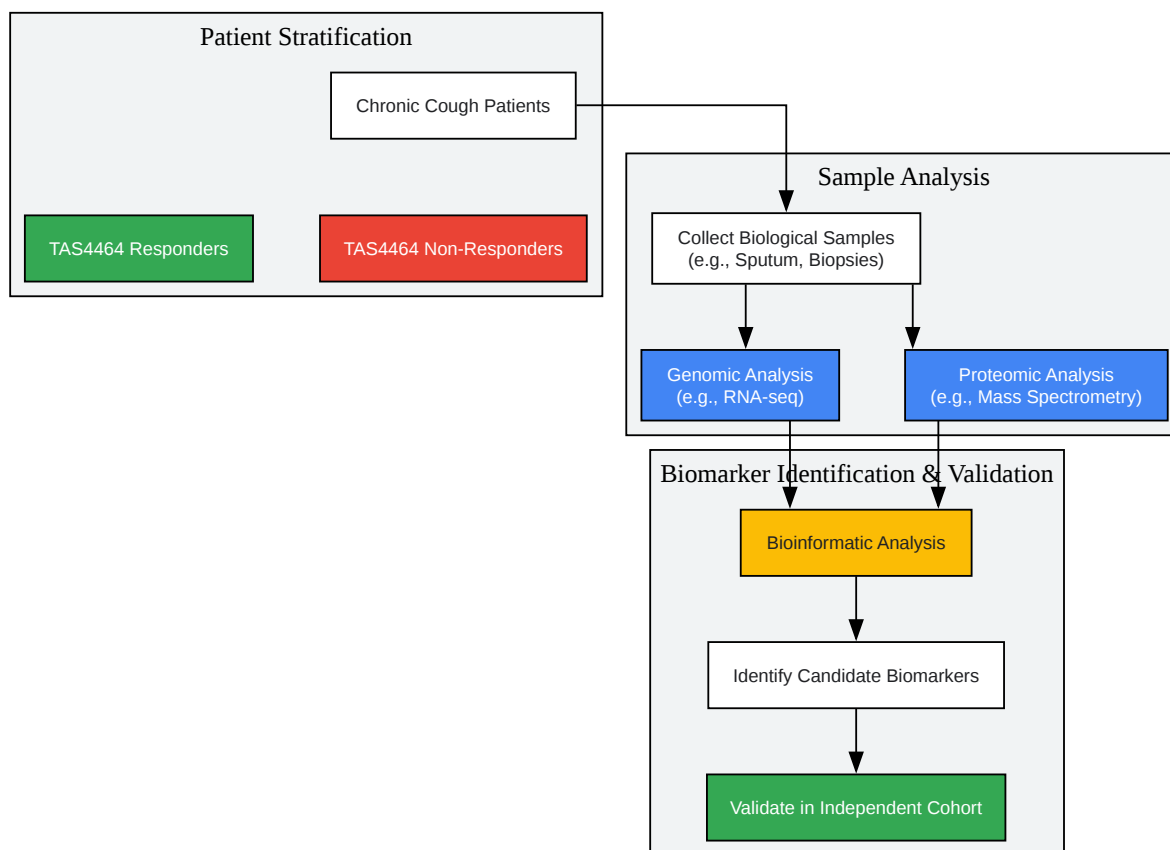 Patient Stratification
Chronic Cough Patients
TAS4464 Responders
TAS4464 Non-Responders
Sample Analysis
Collect Biological Samples
(e.g., Sputum, Biopsies)
Genomic Analysis
(e.g., RNA-seq)
Proteomic Analysis
(e.g., Mass Spectrometry)
Biomarker Identification & Validation
Bioinformatic Analysis
Identify Candidate Biomarkers
Validate in Independent Cohort